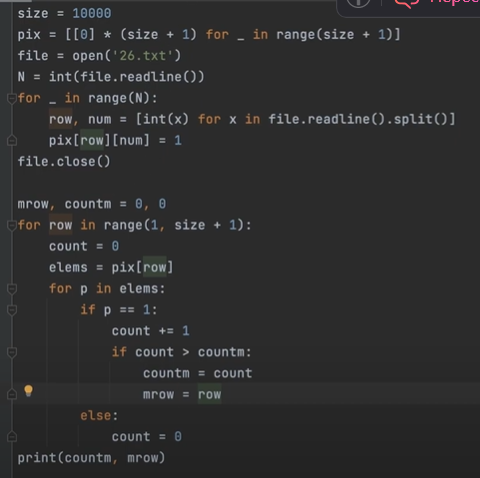 size = 10000
pix = [[0] * (size + 1) for _ in range(size + 1)]
file = open('26.txt')
N = int(file.readline())
for _ in range(N):
    row, num = [int(x) for x in file.readline().split()]
    pix[row][num] = 1
file.close()

mrow, countm = 0, 0
for row in range(1, size + 1):
    count = 0
    elems = pix[row]
    for p in elems:
        if p == 1:
            count += 1
            if count > countm:
                countm = count
                mrow = row
        else:
            count = 0
print(countm, mrow)